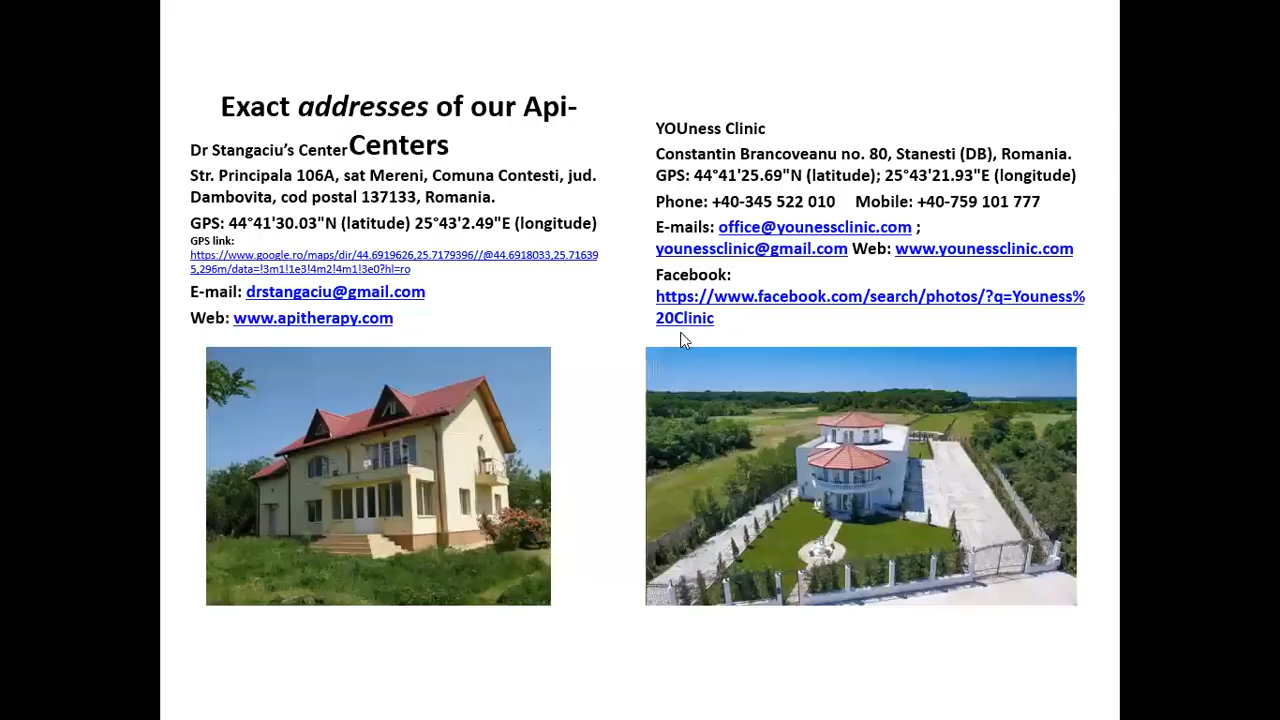 Exact addresses of our Api-
Centers
Dr Stangaciu’s Center
Str. Principala 106A, sat Mereni, Comuna Contesti, jud.
Dambovita, cod postal 137133, Romania.
GPS: 44°41'30.03"N (latitude) 25°43'2.49"E (longitude)
GPS link:
https://www.google.ro/maps/dir/44.6919626,25.7179396//@44.6918033,25.71639
5,296m/data=!3m1!1e3!4m2!4m1!3e0?hl=ro
E-mail: drstangaciu@gmail.com
Web: www.apitherapy.com
YOUness Clinic
Constantin Brancoveanu no. 80, Stanesti (DB), Romania.
GPS: 44°41'25.69"N (latitude); 25°43'21.93"E (longitude)
Phone: +40-345 522 010 Mobile: +40-759 101 777
E-mails: office@younessclinic.com ;
younessclinic@gmail.com Web: www.younessclinic.com
Facebook:
https://www.facebook.com/search/photos/?q=Youness%
20Clinic